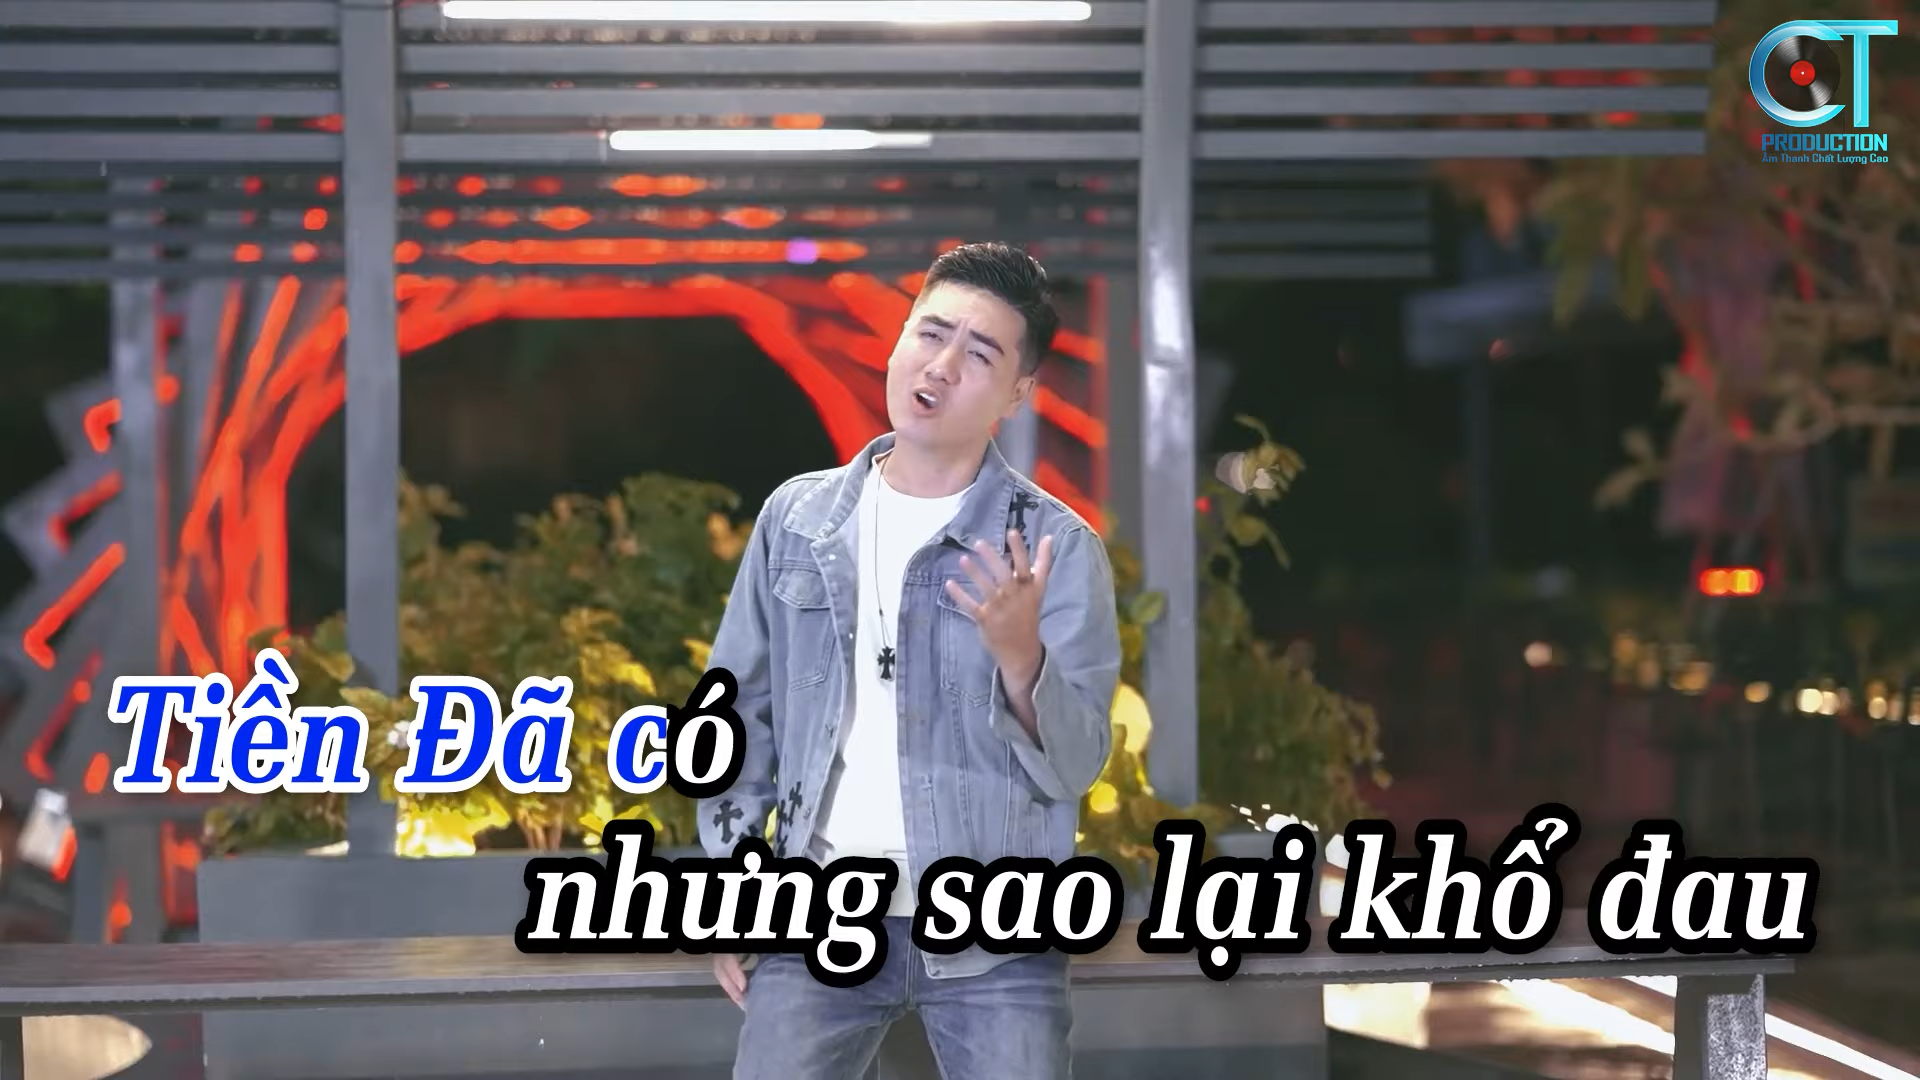 CT
PRODUCTION
Âm Thanh Chất Lượng Cao
Tiền Đã có
nhưng sao lại khổ đau